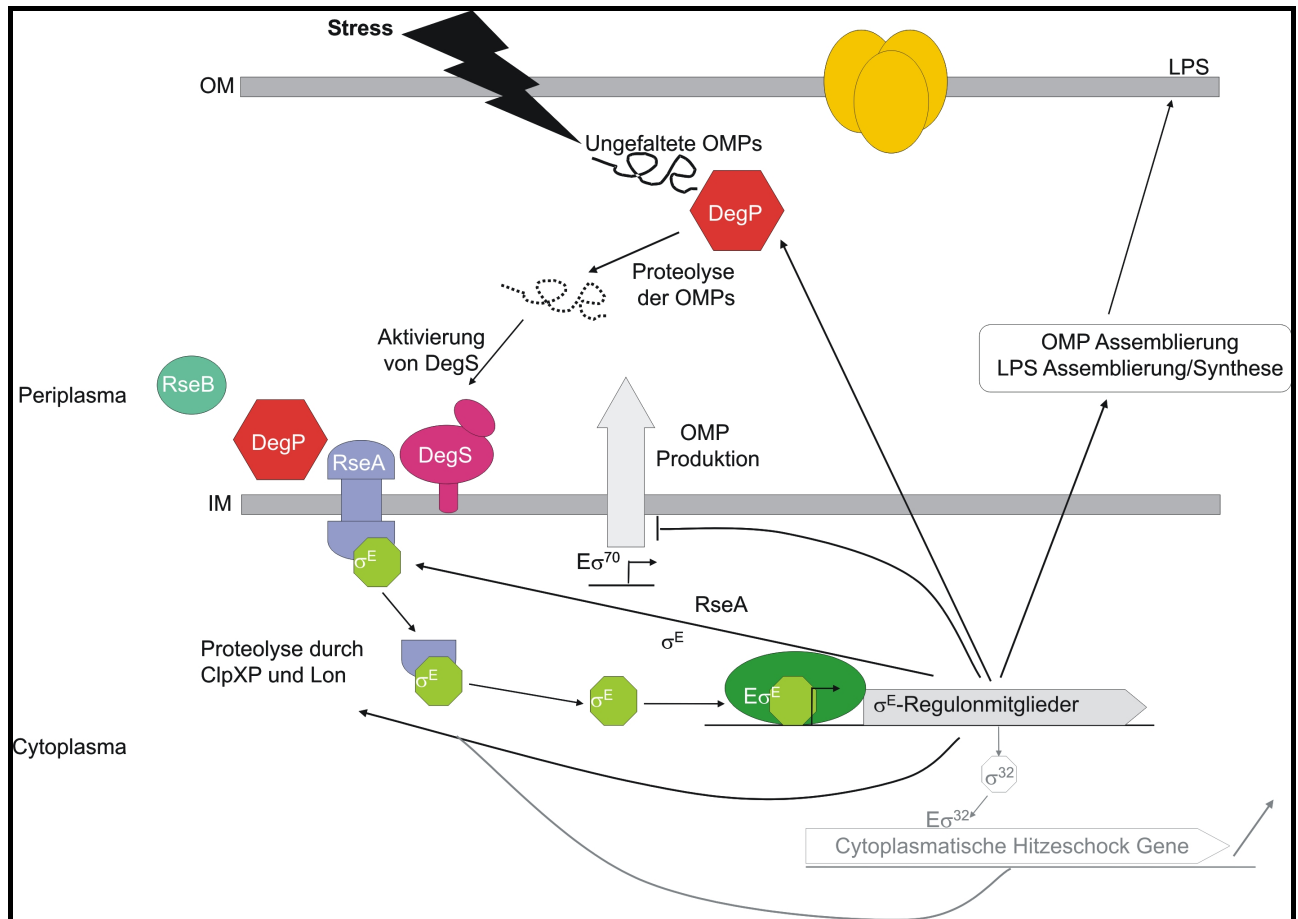 Stress
LPS
OM
Ungefaltete OMPs
DegP
Proteolyse
der OMPs
Aktivierung
von DegS
OMP Assemblierung
LPS Assemblierung/Synthese
RseB
Periplasma
DegP
RseA
DegS
OMP
Produktion
IM
σE
Eσ70
RseA
σE
Proteolyse durch
ClpXP und Lon
σE
σE
EσE
σE-Regulonmitglieder
Cytoplasma
σ32
Eσ32
Cytoplasmatische Hitzeschock Gene